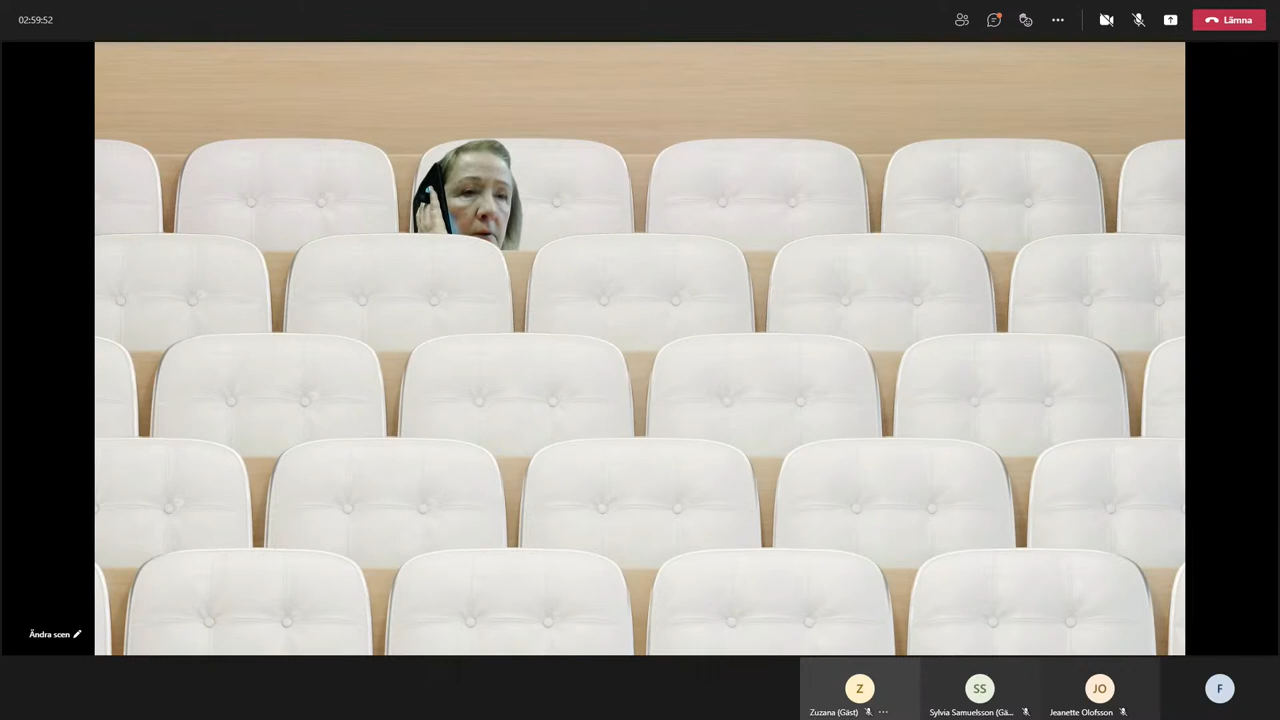 02:59:52
Lämna
Ändra scen
Z
SS
JO
F
Zuzana (Gäst)
Sylvia Samuelsson (Gä...
Jeanette Olofsson